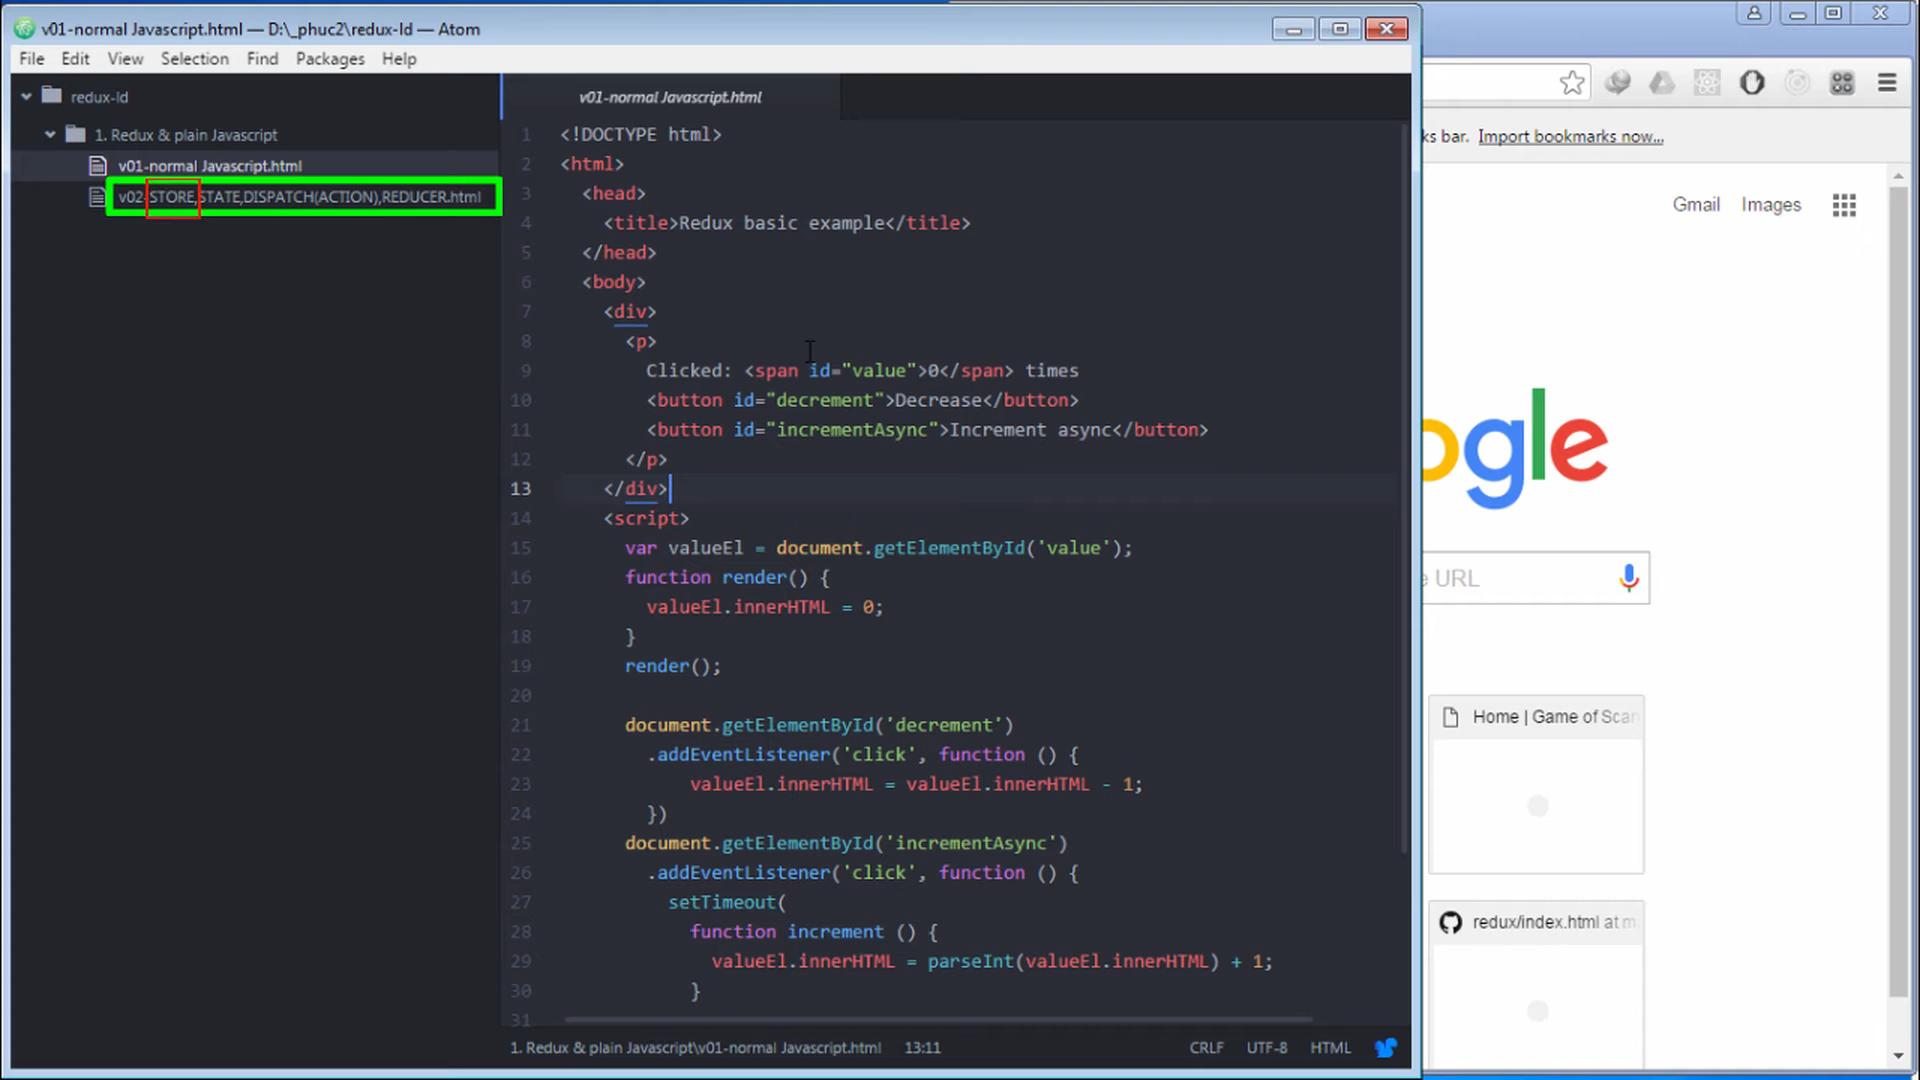 v01-normal Javascript.html — D:\_phuc2\redux-ld — Atom
File Edit View Selection Find Packages Help
redux-ld
1. Redux & plain Javascript
v01-normal Javascript.html
v02-STORE,STATE,DISPATCH(ACTION),REDUCER.html
v01-normal Javascript.html
1 <!DOCTYPE html>
2 <html>
3 <head>
4 <title>Redux basic example</title>
5 </head>
6 <body>
7 <div>
8 <p>
9 Clicked: <span id="value">0</span> times
10 <button id="decrement">Decrease</button>
11 <button id="incrementAsync">Increment async</button>
12 </p>
13 </div>
14 <script>
15 var valueEl = document.getElementById('value');
16 function render() {
17 valueEl.innerHTML = 0;
18 }
19 render();
20
21 document.getElementById('decrement')
22 .addEventListener('click', function () {
23 valueEl.innerHTML = valueEl.innerHTML - 1;
24 })
25 document.getElementById('incrementAsync')
26 .addEventListener('click', function () {
27 setTimeout(
28 function increment () {
29 valueEl.innerHTML = parseInt(valueEl.innerHTML) + 1;
30 }
31
1. Redux & plain Javascript\v01-normal Javascript.html 13:11 CRLF UTF-8 HTML
ks bar. Import bookmarks now...
Gmail Images
ogle
URL
Home | Game of Scan
redux/index.html at m